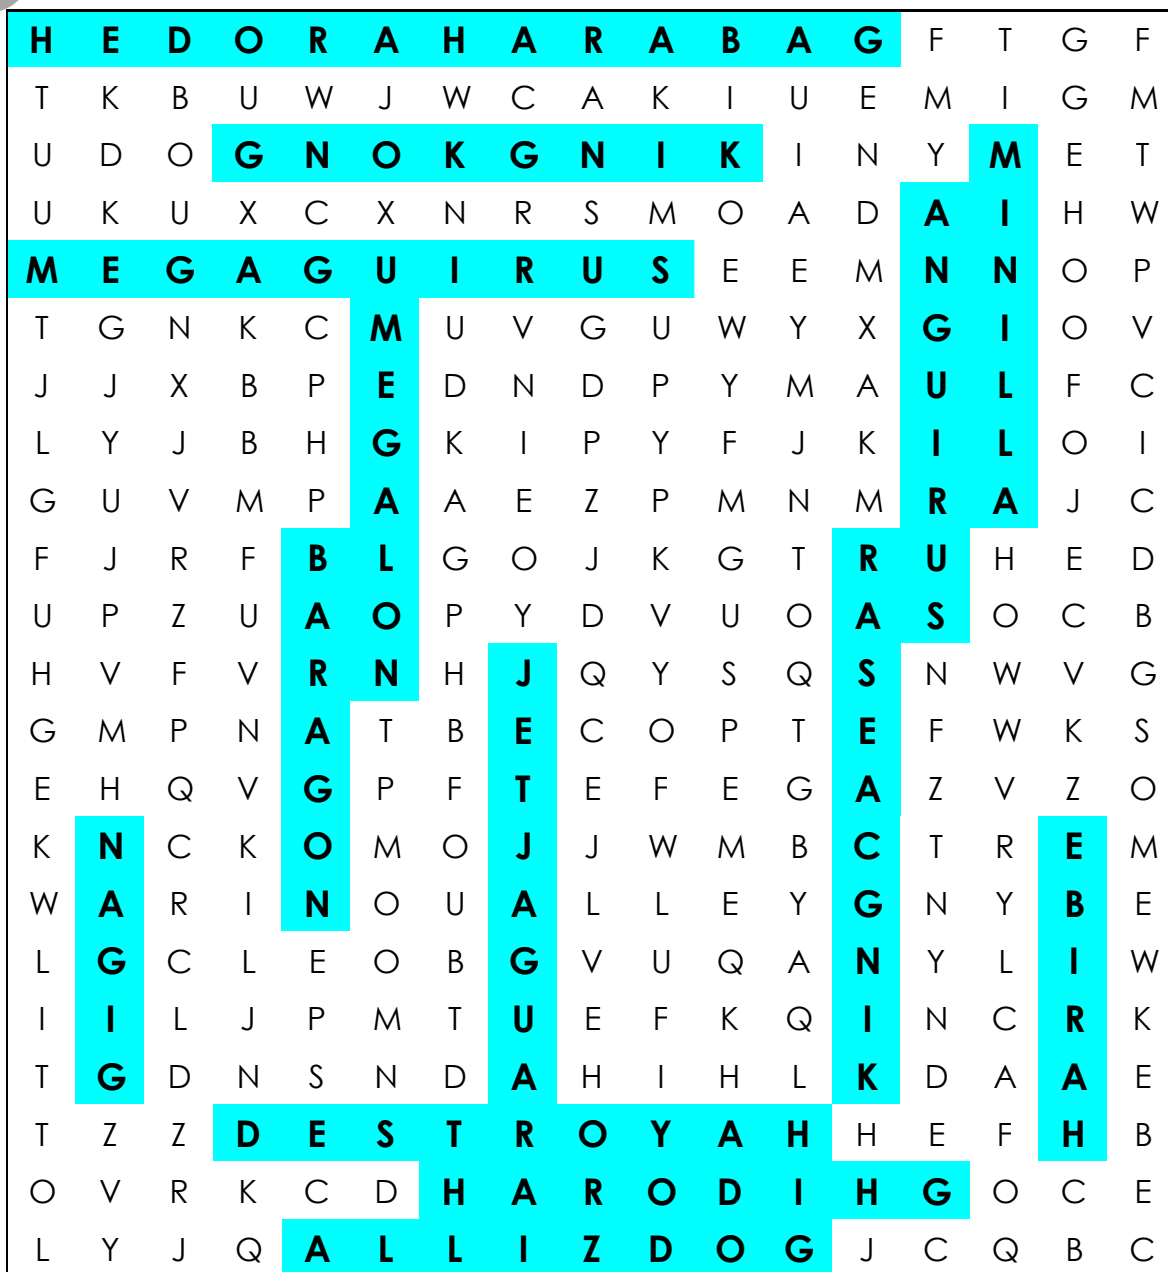 H E D O R A H A R A B A G F T G F
T K B U W J W C A K I U E M I G M
U D O G N O K G N I K I N Y M E T
U K U X C X N R S M O A D A I H W
M E G A G U I R U S E E M N N O P
T G N K C M U V G U W Y X G I O V
J J X B P E D N D P Y M A U L F C
L Y J B H G K I P Y F J K I L O I
G U V M P A A E Z P M N M R A J C
F J R F B L G O J K G T R U H E D
U P Z U A O P Y D V U O A S O C B
H V F V R N H J Q Y S Q S N W V G
G M P N A T B E C O P T E F W K S
E H Q V G P F T E F E G A Z V Z O
K N C K O M O J J W M B C T R E M
W A R I N O U A L L E Y G N Y B E
L G C L E O B G V U Q A N Y L I W
I I L J P M T U E F K Q I N C R K
T G D N S N D A H I H L K D A A E
T Z Z D E S T R O Y A H H E F H B
O V R K C D H A R O D I H G O C E
L Y J Q A L L I Z D O G J C Q B C